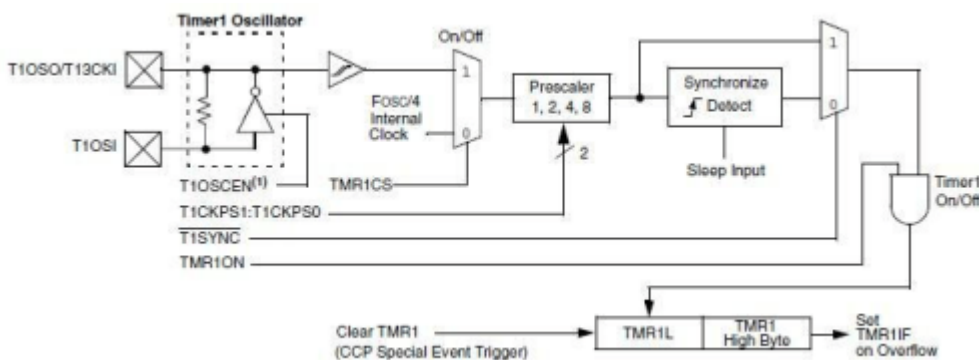 Timer1 Oscillator
On/Off
T1OSO/T13CKI
1
FOSC/4
Internal
Clock
0
Prescaler
1, 2, 4, 8
Synchronize
Detect
1
0
2
Sleep Input
T1OSI
T1OSCEN(1)
TMR1CS
T1CKPS1:T1CKPS0
T1SYNC
TMR1ON
Timer1
On/Off
Clear TMR1
(CCP Special Event Trigger)
TMR1L
TMR1
High Byte
Set
TMR1IF
on Overflow